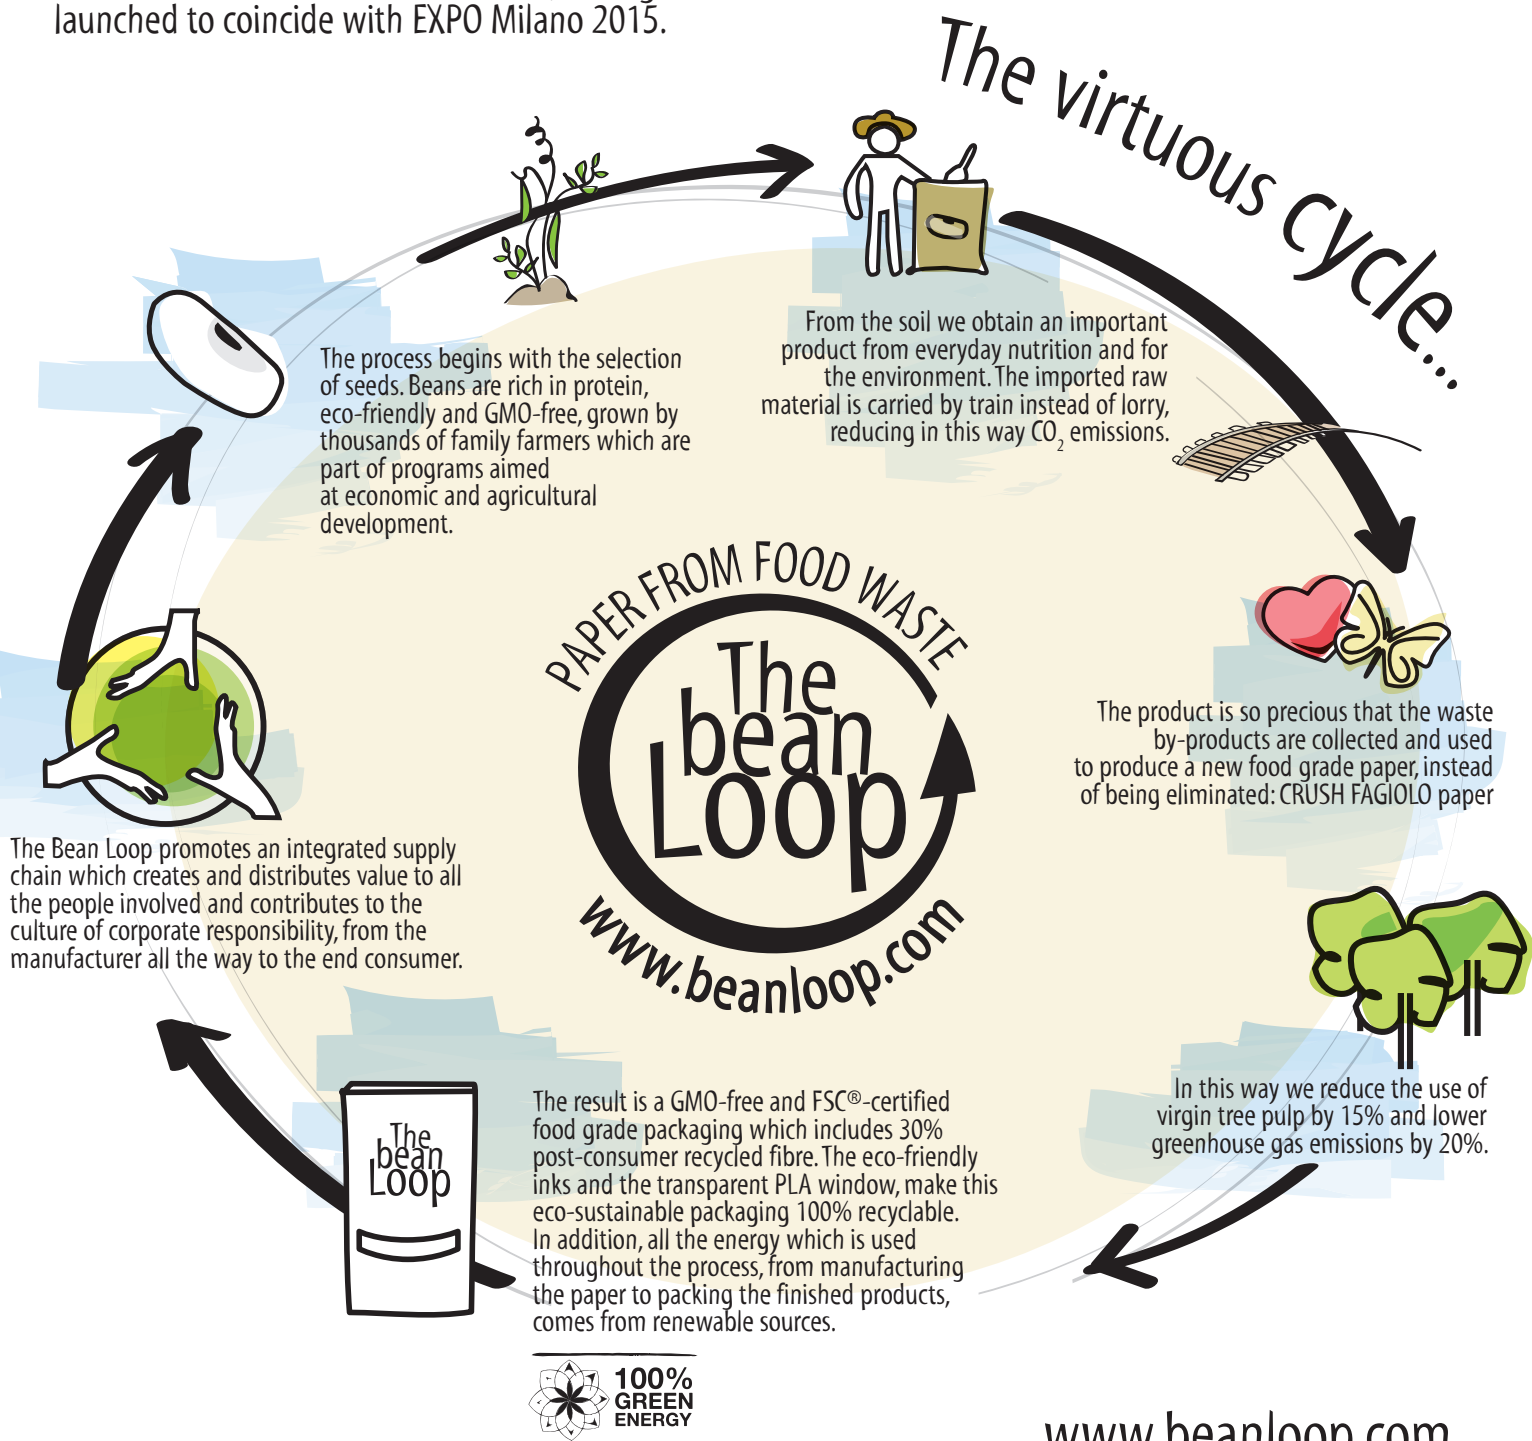 launched to coincide with EXPO Milano 2015.
The virtuous cycle...
The process begins with the selection
of seeds. Beans are rich in protein,
eco-friendly and GMO-free, grown by
thousands of family farmers which are
part of programs aimed
at economic and agricultural
development.
From the soil we obtain an important
product from everyday nutrition and for
the environment. The imported raw
material is carried by train instead of lorry,
reducing in this way CO2 emissions.
The product is so precious that the waste
by-products are collected and used
to produce a new food grade paper, instead
of being eliminated: CRUSH FAGIOLO paper
In this way we reduce the use of
virgin tree pulp by 15% and lower
greenhouse gas emissions by 20%.
The result is a GMO-free and FSC®-certified
food grade packaging which includes 30%
post-consumer recycled fibre. The eco-friendly
inks and the transparent PLA window, make this
eco-sustainable packaging 100% recyclable.
In addition, all the energy which is used
throughout the process, from manufacturing
the paper to packing the finished products,
comes from renewable sources.
100%
GREEN
ENERGY
The
bean
Loop
The Bean Loop promotes an integrated supply
chain which creates and distributes value to all
the people involved and contributes to the
culture of corporate responsibility, from the
manufacturer all the way to the end consumer.
PAPER FROM FOOD WASTE
The
bean
Loop
www.beanloop.com
www.beanloop.com